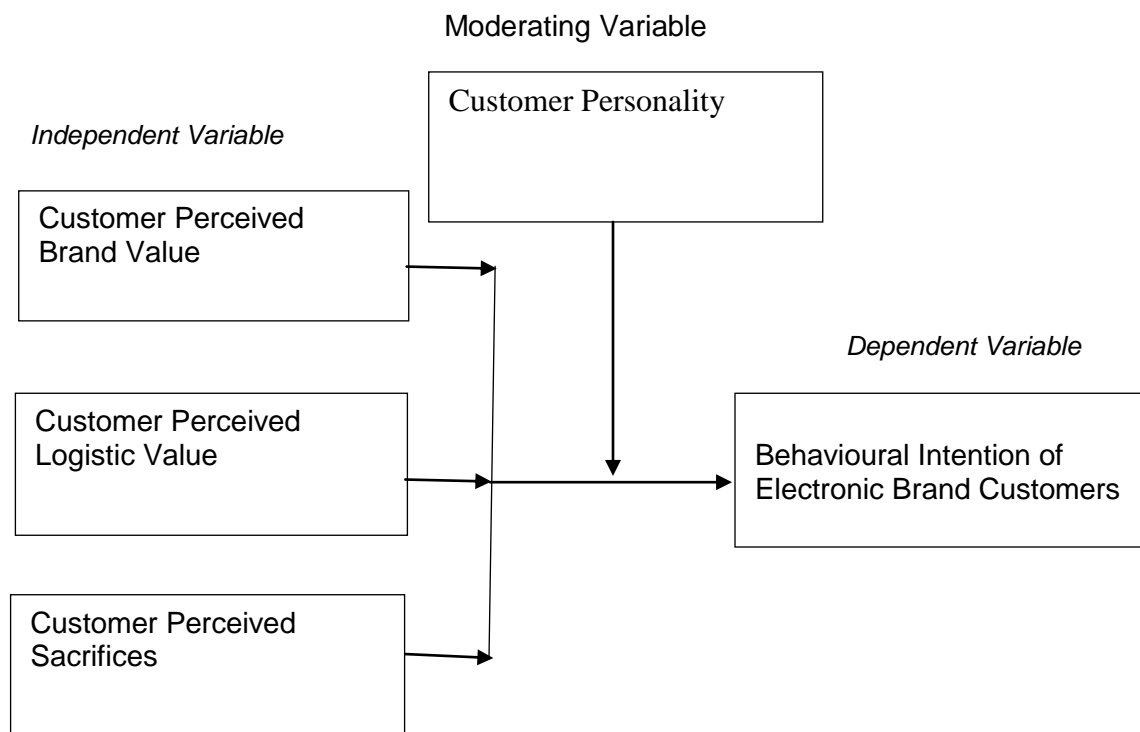 Moderating Variable
Customer Personality
Independent Variable
Customer Perceived
Brand Value
Dependent Variable
Customer Perceived
Logistic Value
Behavioural Intention of
Electronic Brand Customers
Customer Perceived
Sacrifices